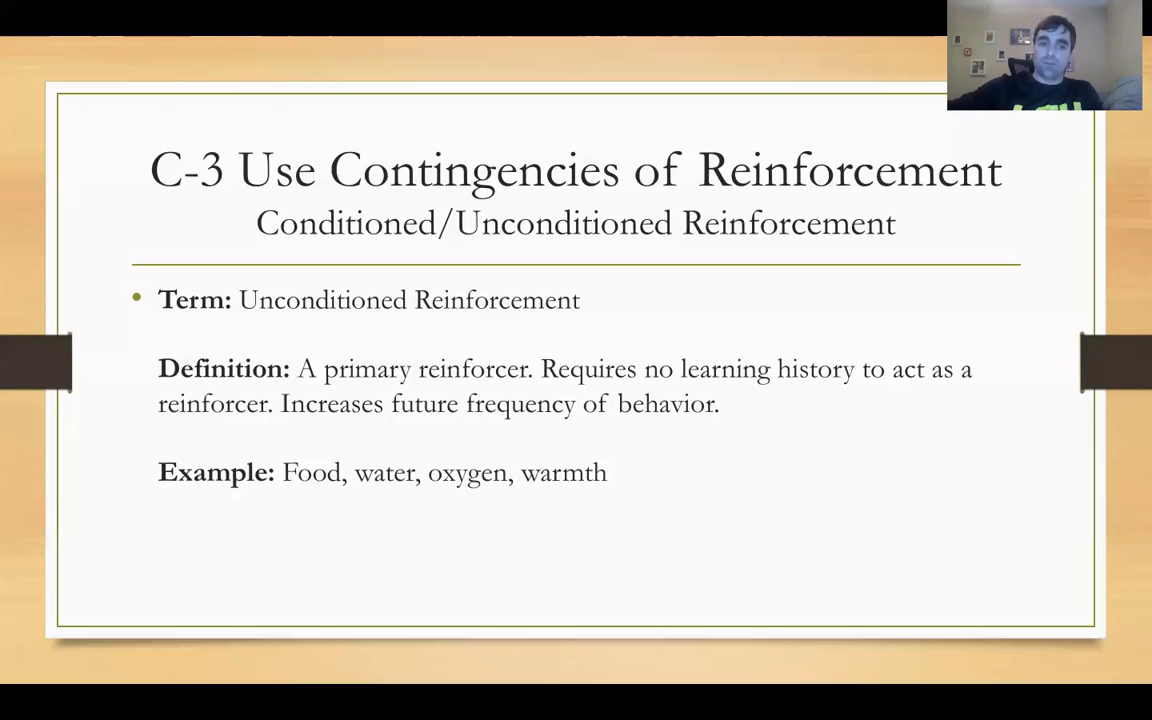 C-3 Use Contingencies of Reinforcement
Conditioned/Unconditioned Reinforcement
• Term: Unconditioned Reinforcement
Definition: A primary reinforcer. Requires no learning history to act as a
reinforcer. Increases future frequency of behavior.
Example: Food, water, oxygen, warmth